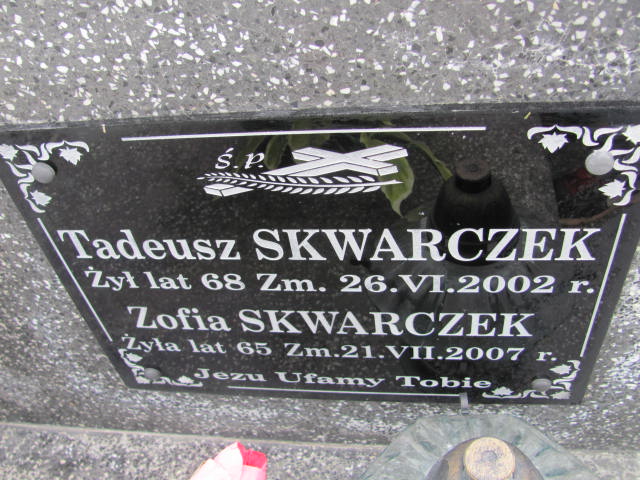 Ś.P.
Tadeusz SKWARCZEK
Żył lat 68 Zm. 26.VI.2002 r.
Zofia SKWARCZEK
Żyła lat 65 Zm.21.VII.2007 r.
Jezu Ufamy Tobie